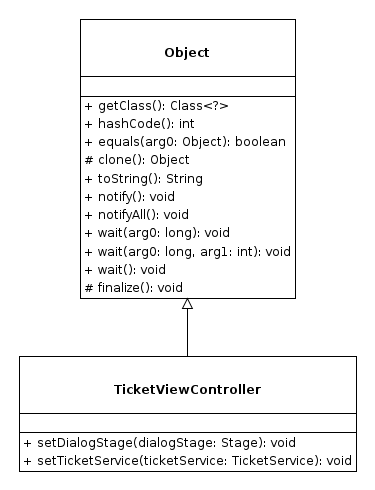 Object
+ getClass(): Class<?>
+ hashCode(): int
+ equals(arg0: Object): boolean
# clone(): Object
+ toString(): String
+ notify(): void
+ notifyAll(): void
+ wait(arg0: long): void
+ wait(arg0: long, arg1: int): void
+ wait(): void
# finalize(): void
TicketViewController
+ setDialogStage(dialogStage: Stage): void
+ setTicketService(ticketService: TicketService): void